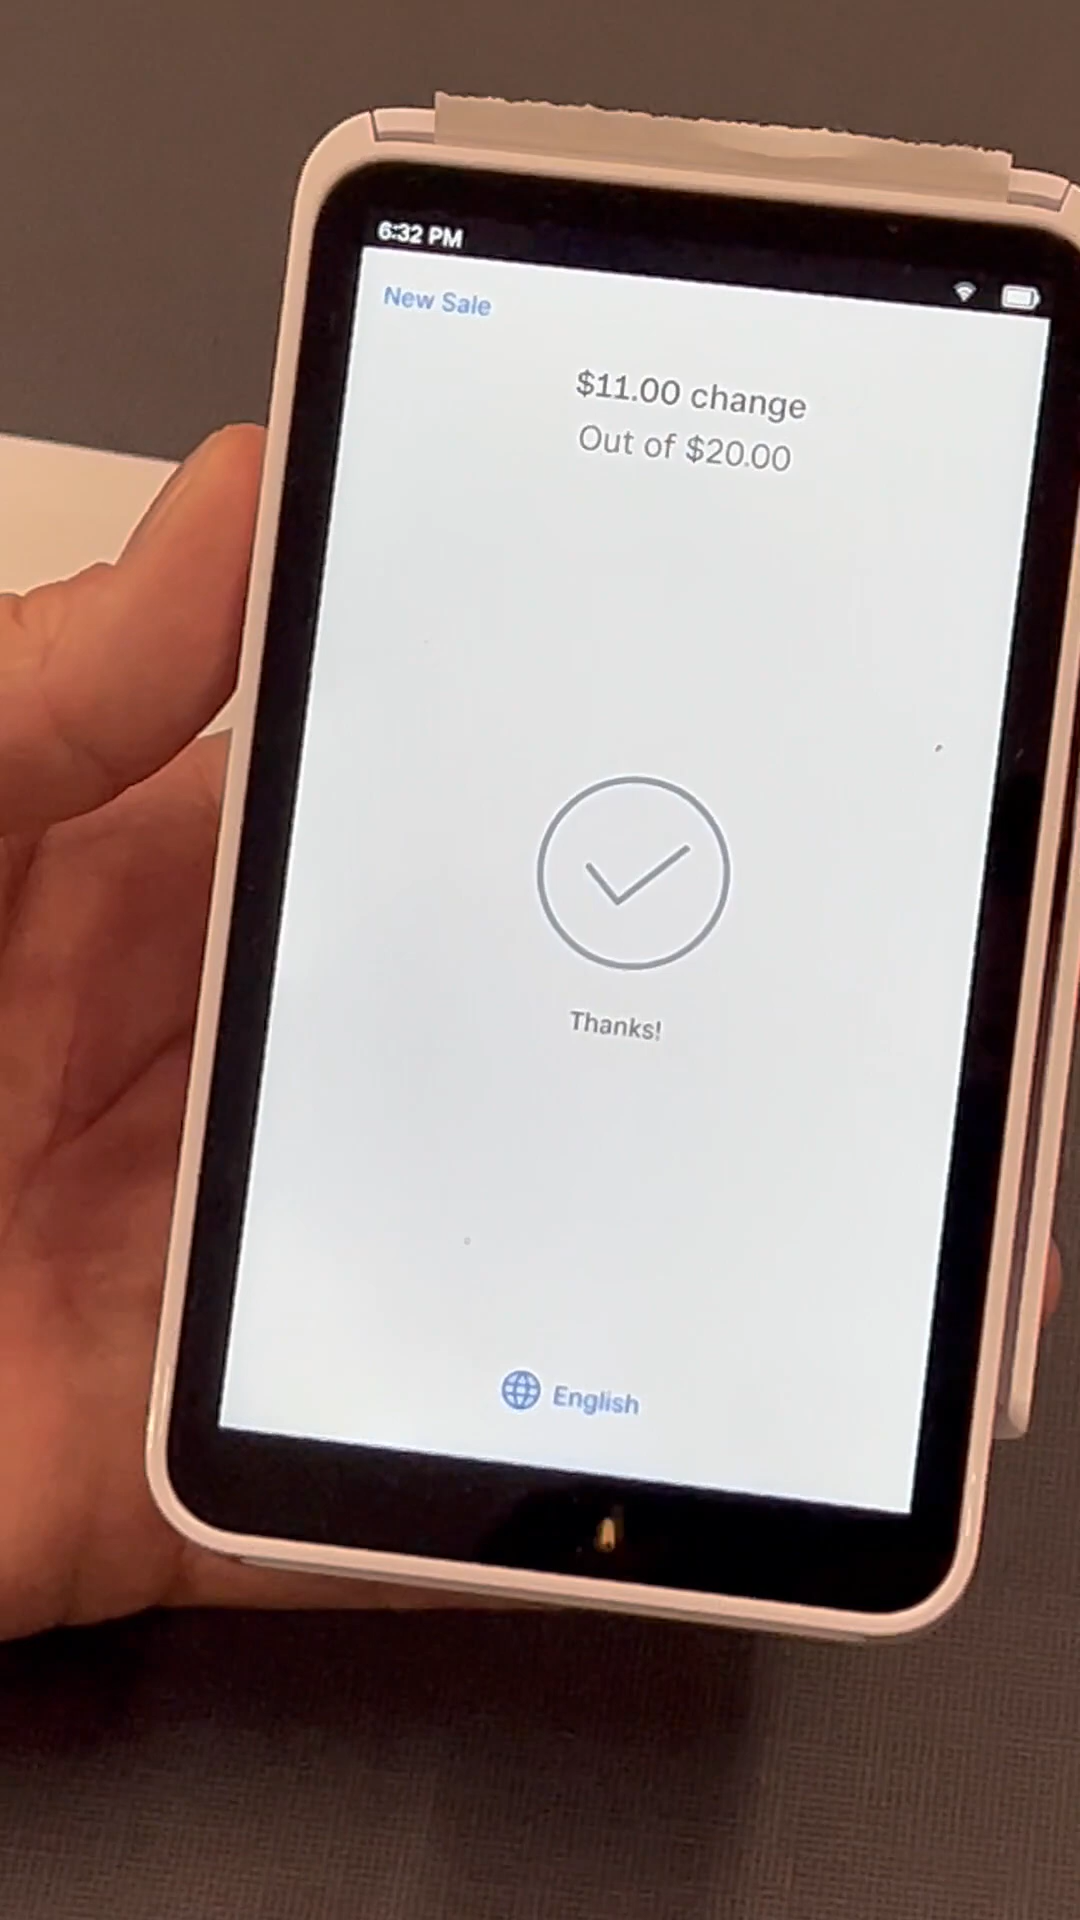 6:32 PM
New Sale
$11.00 change
Out of $20.00
Thanks!
English